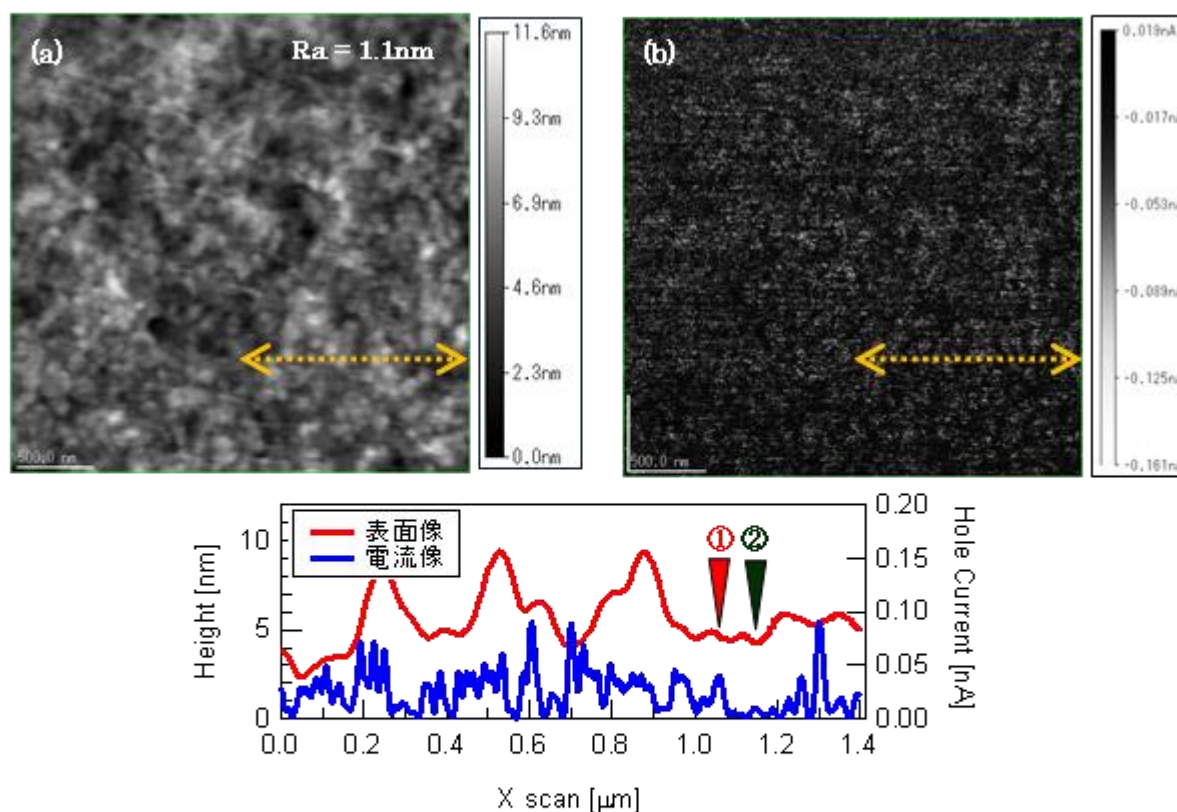 (a)
Ra = 1.1nm
11.6nm
9.3nm
6.9nm
4.6nm
2.3nm
0.0nm
500.0 nm
(b)
0.019nA
-0.017nA
-0.053nA
-0.089nA
-0.125nA
-0.161nA
500.0 nm
表面像
電流像
① ②
Height [nm]
10
5
0
Hole Current [nA]
0.20
0.15
0.10
0.05
0.00
0.0 0.2 0.4 0.6 0.8 1.0 1.2 1.4
X scan [μm]